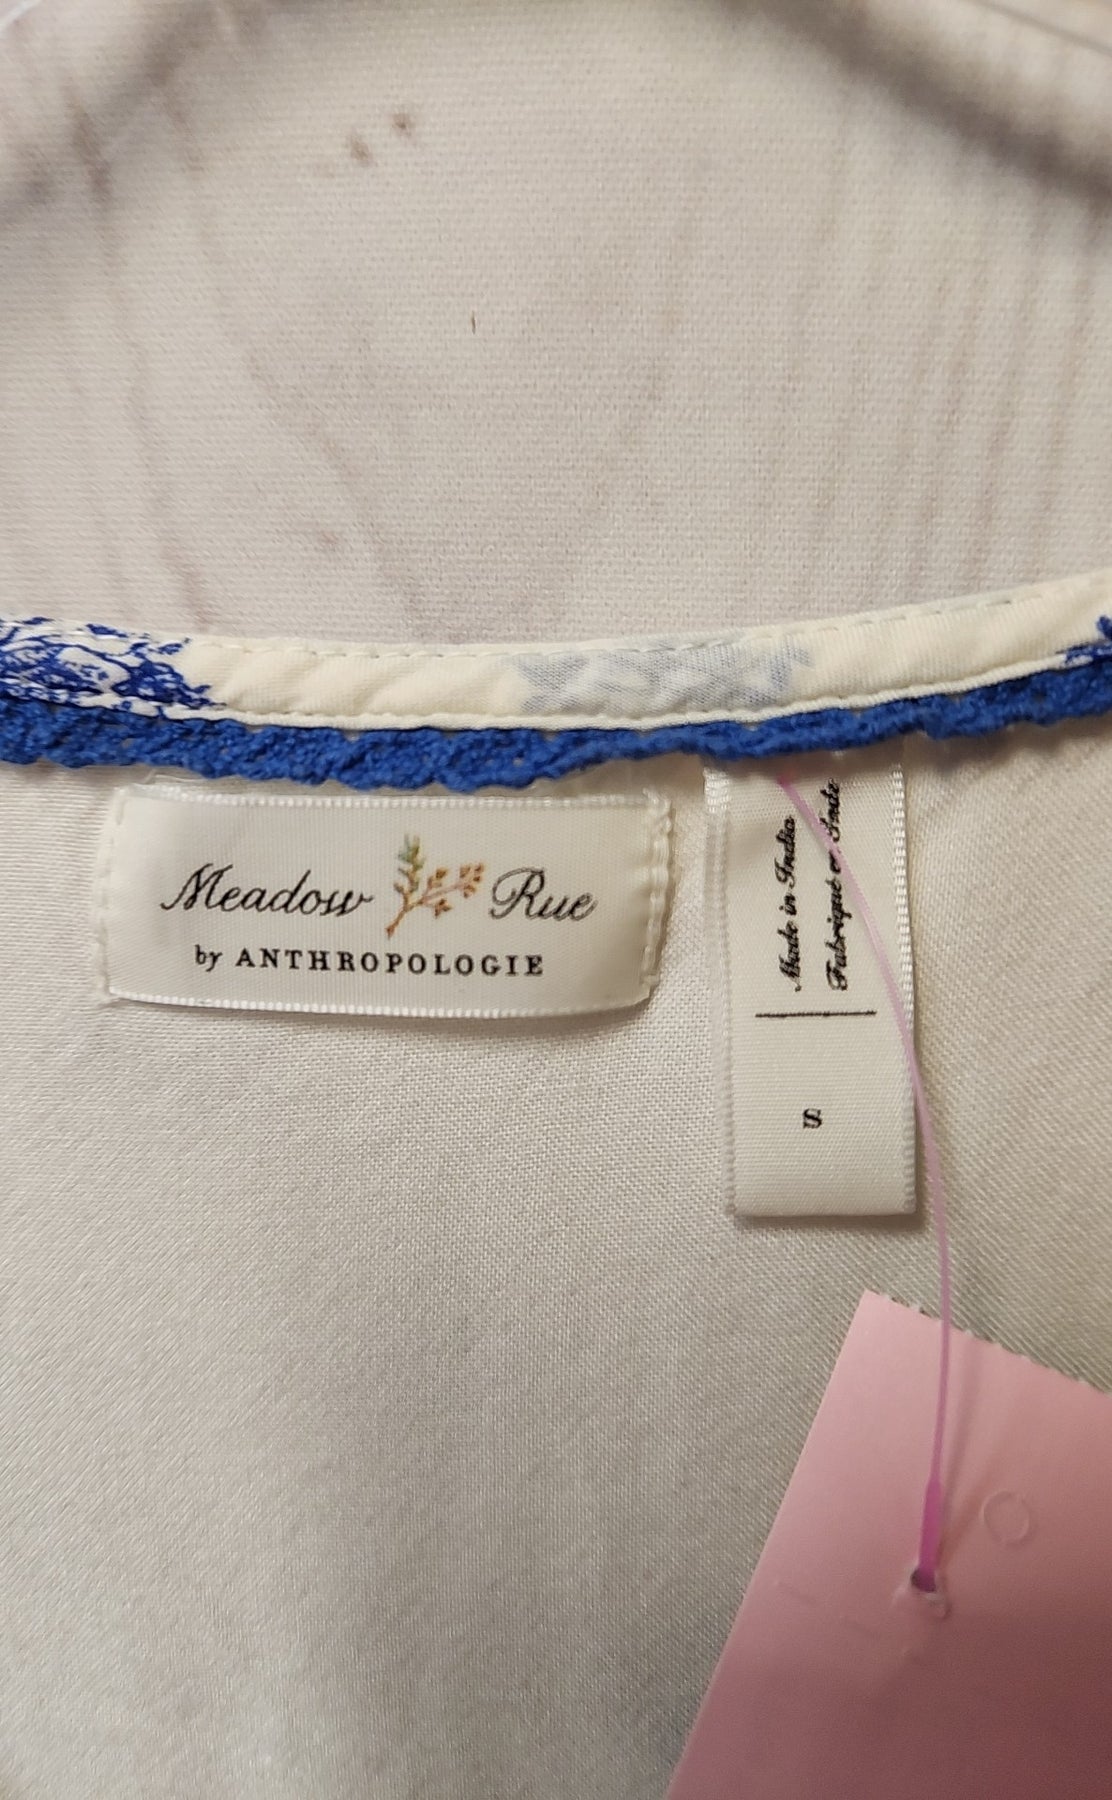 Meadow Rue
by ANTHROPOLOGIE
Made in India
Fabriqué en Inde
S